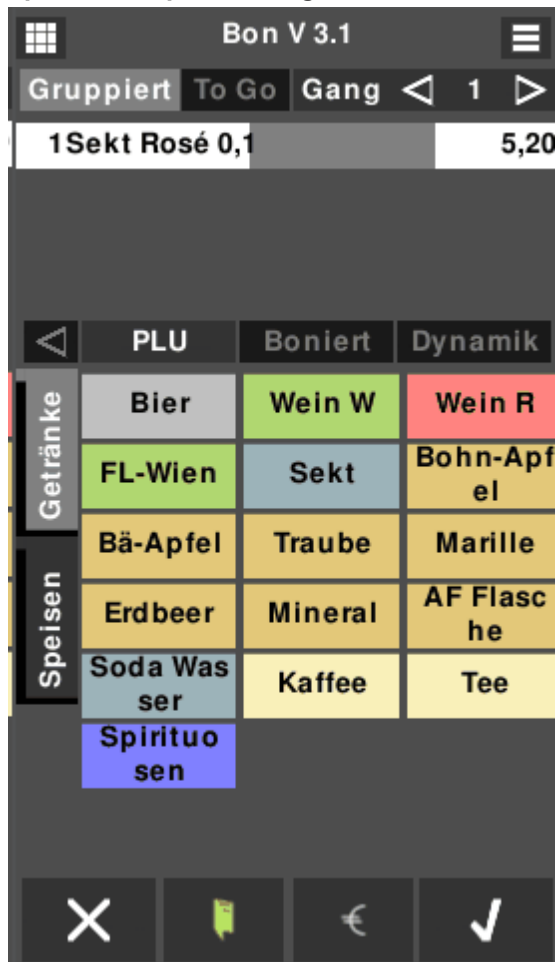 Bon V 3.1
Gruppiert To Go Gang 1
1 Sekt Rosé 0,1 5,20
PLU Boniert Dynamik
Getränke
Speisen
Bier Wein W Wein R
FL-Wien Sekt Bohn-Apf
el
Bä-Apfel Traube Marille
Erdbeer Mineral AF Flasc
he
Soda Was
ser Kaffee Tee
Spirituo
sen
€